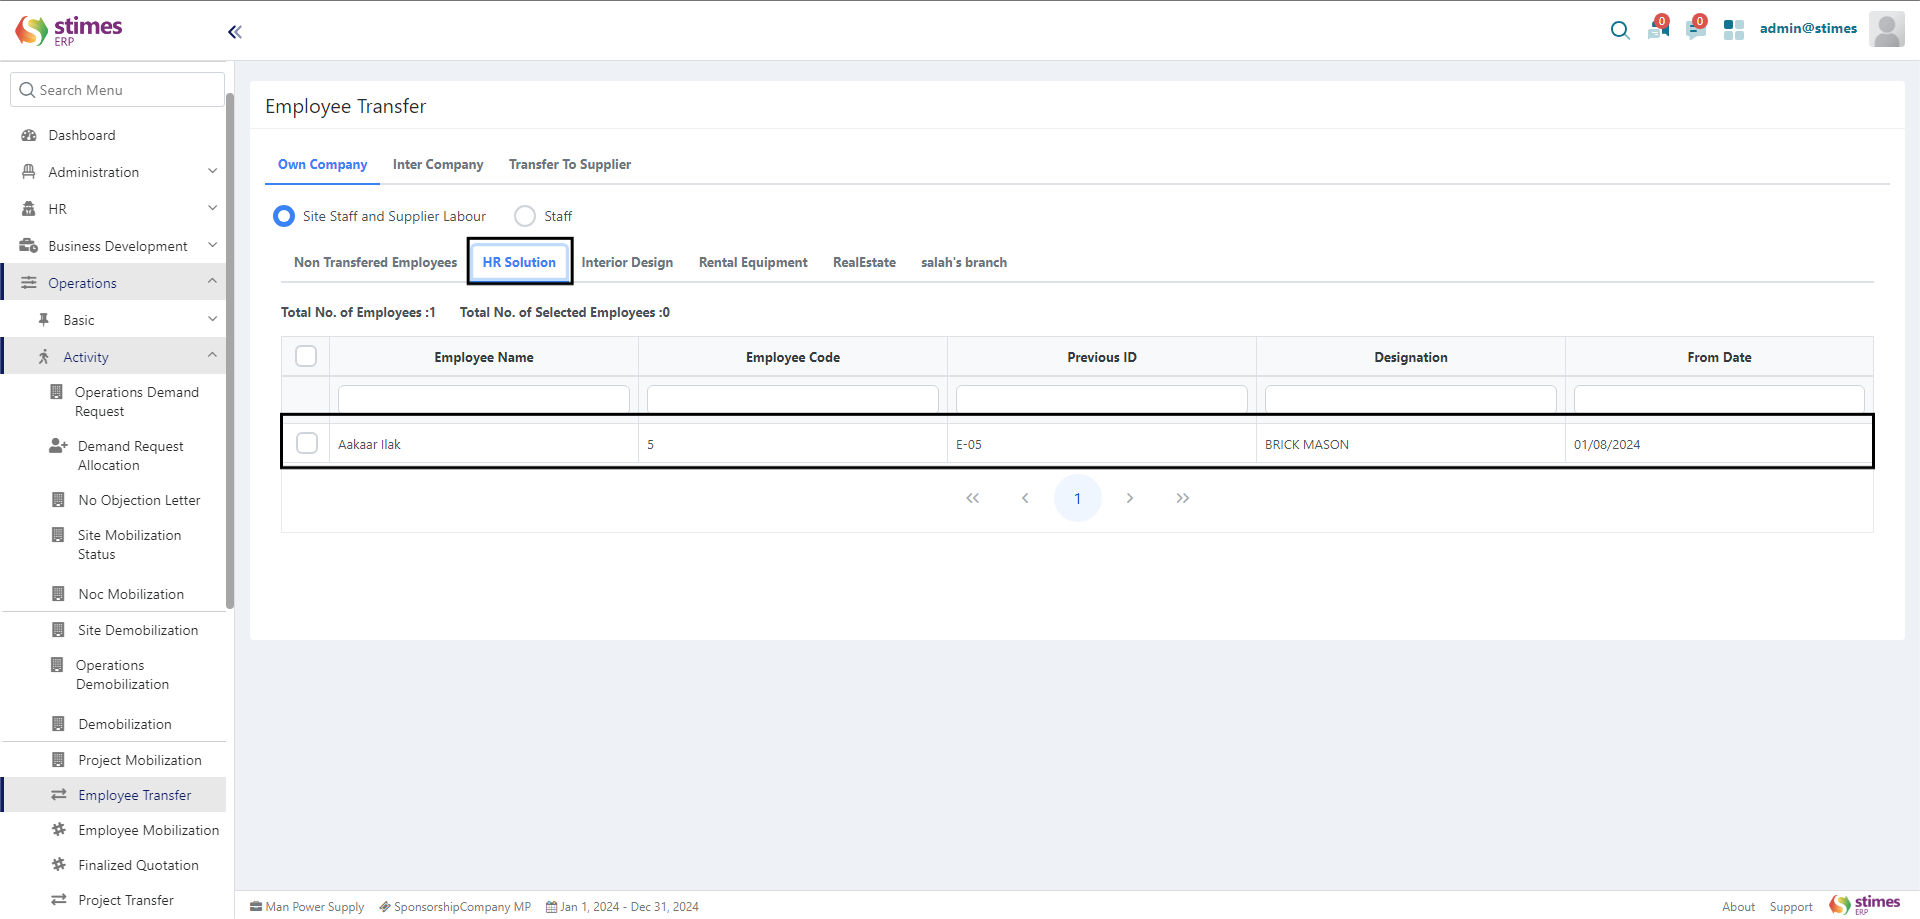 stimes
ERP
0
0
admin@stimes
Search Menu
Dashboard
Administration
HR
Business Development
Operations
Basic
Activity
Operations Demand
Request
Demand Request
Allocation
No Objection Letter
Site Mobilization
Status
Noc Mobilization
Site Demobilization
Operations
Demobilization
Demobilization
Project Mobilization
Employee Transfer
Employee Mobilization
Finalized Quotation
Project Transfer
Employee Transfer
Own Company Inter Company Transfer To Supplier
Site Staff and Supplier Labour Staff
Non Transfered Employees HR Solution Interior Design Rental Equipment RealEstate salah's branch
Total No. of Employees :1 Total No. of Selected Employees :0
Employee Name Employee Code Previous ID Designation From Date
Aakaar Ilak 5 E-05 BRICK MASON 01/08/2024
1
Man Power Supply SponsorshipCompany MP Jan 1, 2024 - Dec 31, 2024
About Support stimes
ERP